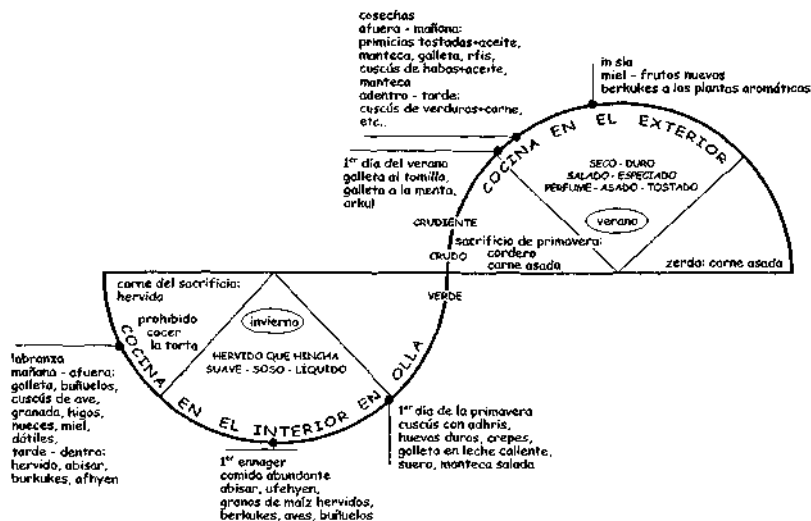 cosechas
afuera - mañana:
primicias tostadas+aceite,
manteca, galleta, rfis,
cuscús de habas+aceite,
manteca
adentro - tarde:
cuscús de verduras+carne,
etc..
in sla
miel - frutos nuevos
berkukes a las plantas aromáticas
COCINA EN EL EXTERIOR
1er día del verano
galleta al tomillo,
galleta a la menta,
arkul
SECO - DURO
SALADO - ESPECIADO
PERFUME - ASADO - TOSTADO
verano
CRUDIENTE
CRUDO
VERDE
sacrificio de primavera:
cordero
carne asada
zerda: carne asada
carne del sacrificio:
hervida
prohibido
cocer
la torta
invierno
HERVIDO QUE HINCHA
SUAVE - SOSO - LÍQUIDO
COCINA EN EL INTERIOR EN OLLA
labranza
mañana - afuera:
galleta, buñuelos,
cuscús de ave,
granada, higos,
nueces, miel,
dátiles,
tarde - dentro:
hervido, abisar,
burkukes, afhyen
1er ennager
comida abundante
abisar, ufehyen,
granos de maíz hervidos,
berkukes, aves, buñuelos
1er día de la primavera
cuscús con adhris,
huevos duros, crepes,
galleta en leche caliente,
suero, manteca salada